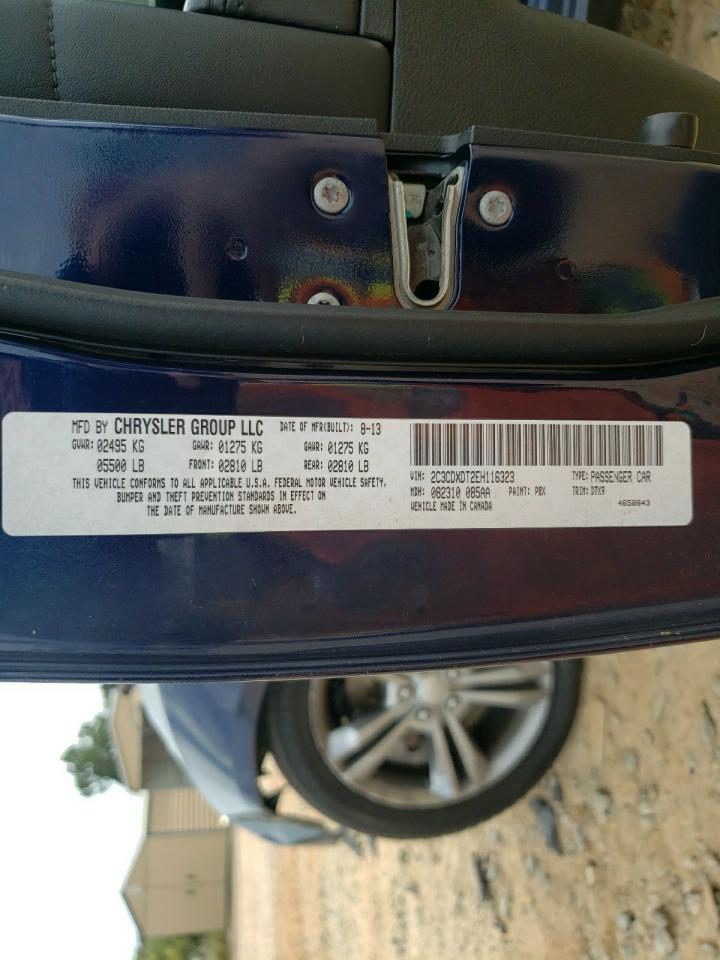 MFD BY CHRYSLER GROUP LLC DATE OF MFR(BUILT): 8-13
GVWR: 02495 KG GAWR: 01275 KG GAWR: 01275 KG
05500 LB FRONT: 02810 LB REAR: 02810 LB
THIS VEHICLE CONFORMS TO ALL APPLICABLE U.S.A. FEDERAL MOTOR VEHICLE SAFETY,
BUMPER AND THEFT PREVENTION STANDARDS IN EFFECT ON
THE DATE OF MANUFACTURE SHOWN ABOVE.
VIN: 2C3CDXDT2EH116323 TYPE: PASSENGER CAR
MDH: 082310 085AA PAINT: PBX TRIM: D7X9
VEHICLE MADE IN CANADA 4658843